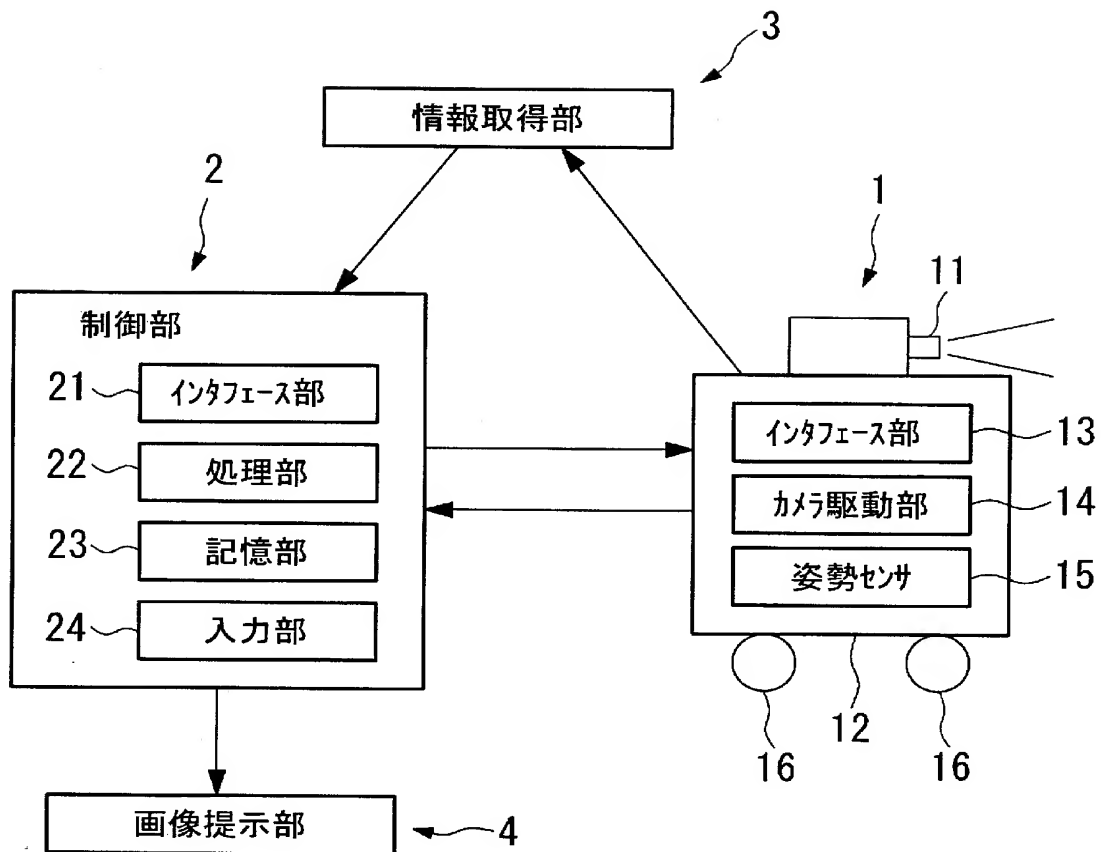 3
情報取得部
2
1
11
制御部
21
ｲﾝﾀﾌｪｰｽ部
22
処理部
23
記憶部
24
入力部
ｲﾝﾀﾌｪｰｽ部
13
ｶﾒﾗ駆動部
14
姿勢ｾﾝｻ
15
16
12
16
画像提示部
4